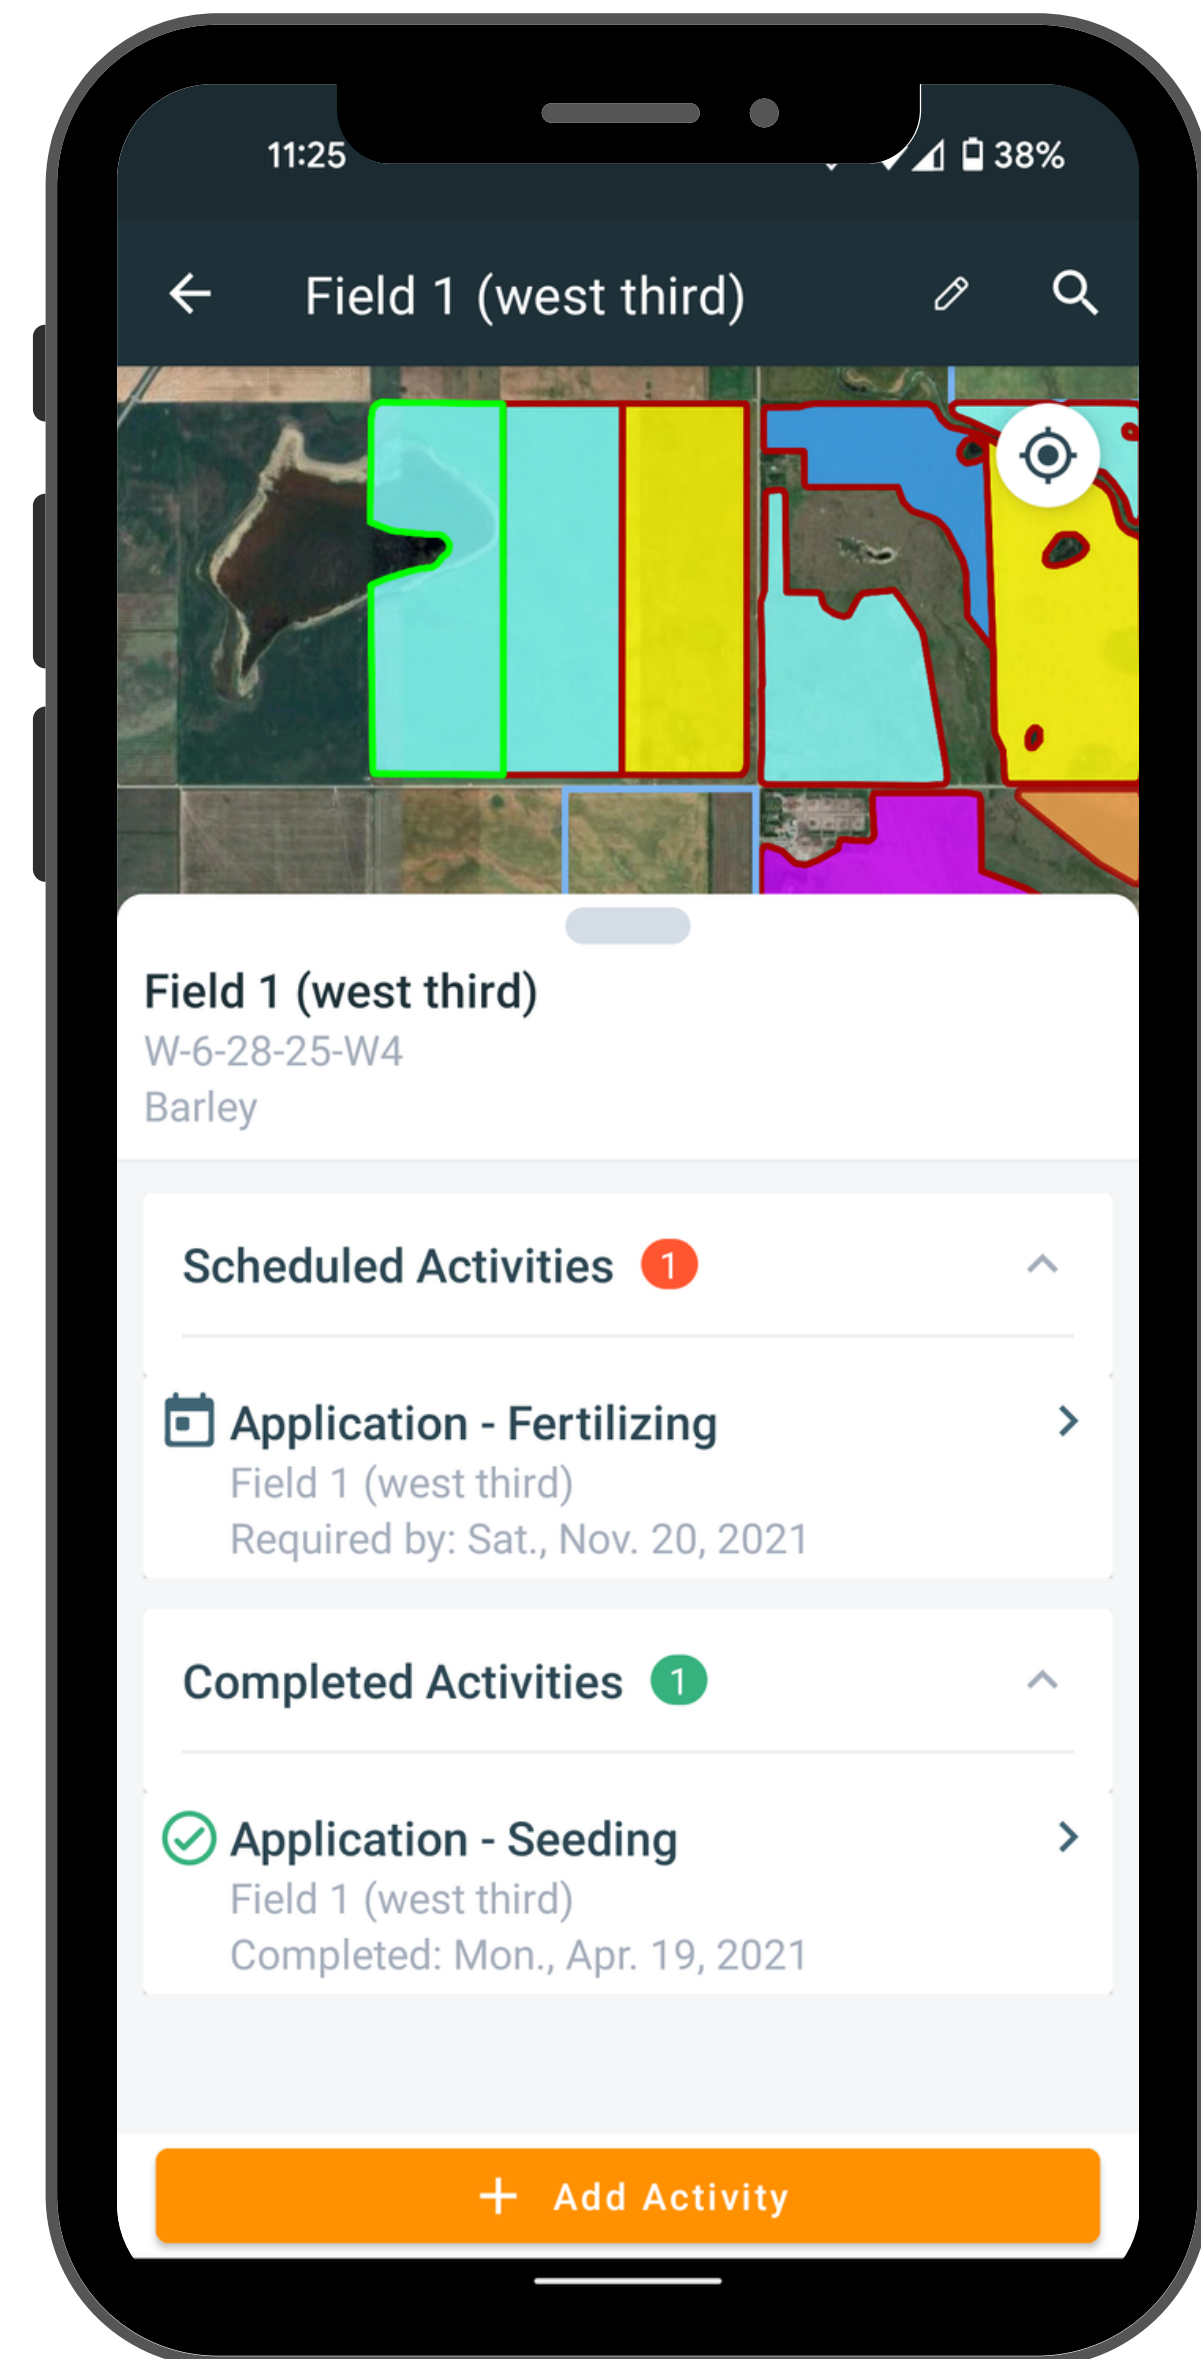 11:25
38%
Field 1 (west third)
Field 1 (west third)
W-6-28-25-W4
Barley
Scheduled Activities 1
Application - Fertilizing
Field 1 (west third)
Required by: Sat., Nov. 20, 2021
Completed Activities 1
Application - Seeding
Field 1 (west third)
Completed: Mon., Apr. 19, 2021
+ Add Activity